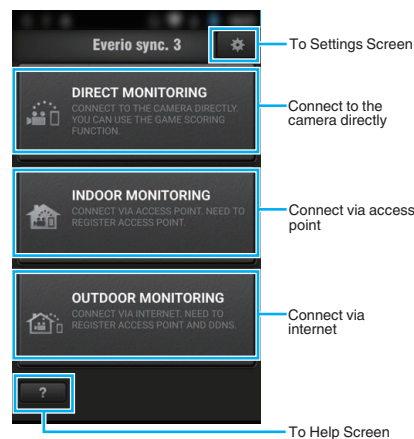 Everio sync. 3
To Settings Screen
DIRECT MONITORING
CONNECT TO THE CAMERA DIRECTLY.
YOU CAN USE THE GAME SCORING
FUNCTION.
Connect to the
camera directly
INDOOR MONITORING
CONNECT VIA ACCESS POINT. NEED TO
REGISTER ACCESS POINT.
Connect via access
point
OUTDOOR MONITORING
CONNECT VIA INTERNET. NEED TO
REGISTER ACCESS POINT AND DDNS.
Connect via
internet
?
To Help Screen